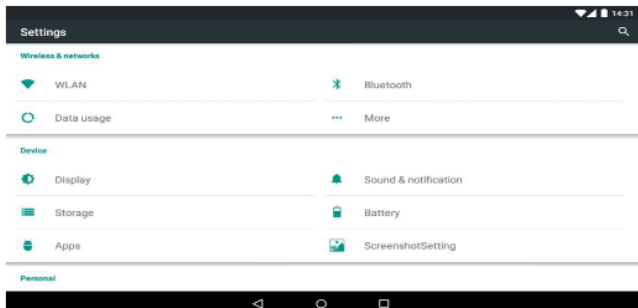 14:31
Settings
Wireless & networks
WLAN
Bluetooth
Data usage
More
Device
Display
Sound & notification
Storage
Battery
Apps
ScreenshotSetting
Personal